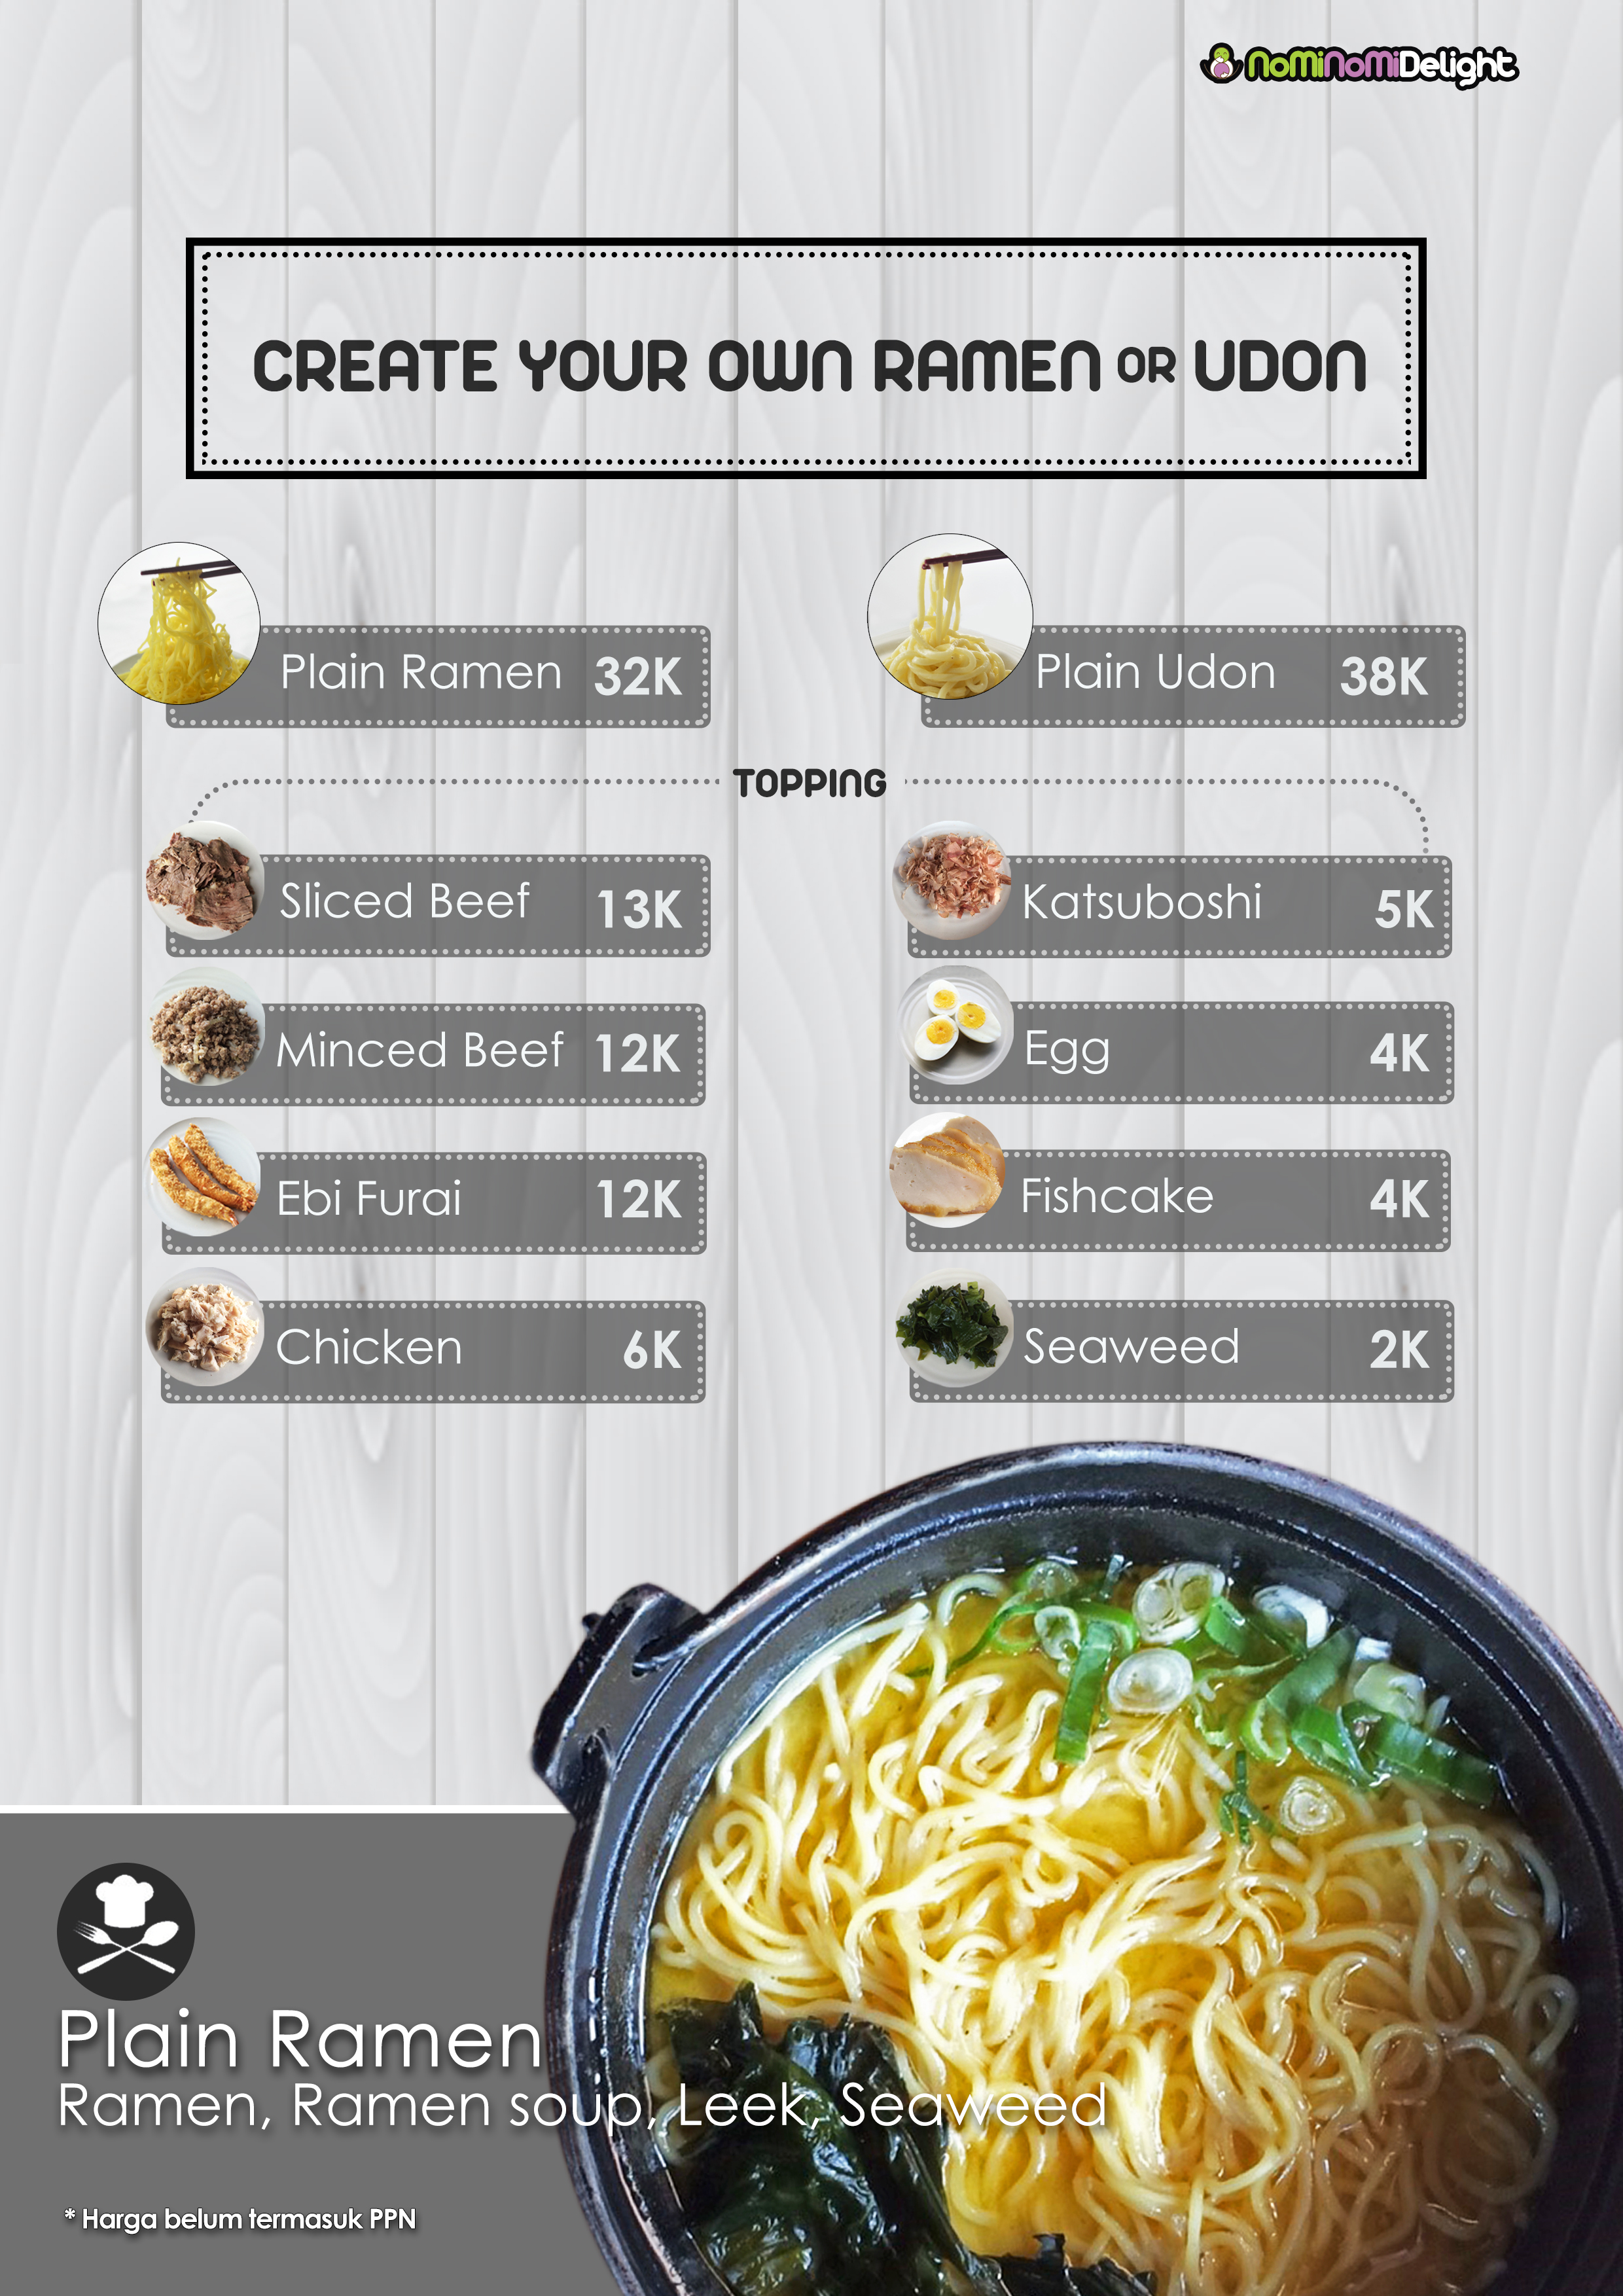 NomiNomiDelight
CREATE YOUR OWN RAMEN OR UDON
Plain Ramen 32K
Plain Udon 38K
TOPPING
Sliced Beef 13K
Katsuboshi 5K
Minced Beef 12K
Egg 4K
Ebi Furai 12K
Fishcake 4K
Chicken 6K
Seaweed 2K
Plain Ramen
Ramen, Ramen soup, Leek, Seaweed
* Harga belum termasuk PPN